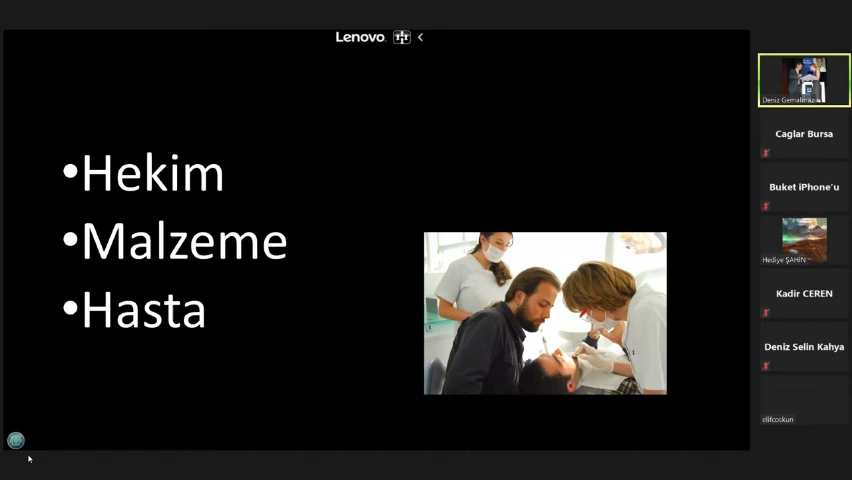 Lenovo
•Hekim
•Malzeme
•Hasta
Deniz Gemalmaz
Caglar Bursa
Buket iPhone'u
Hediye ŞAHİN
Kadir CEREN
Deniz Selin Kahya
elifcoskun